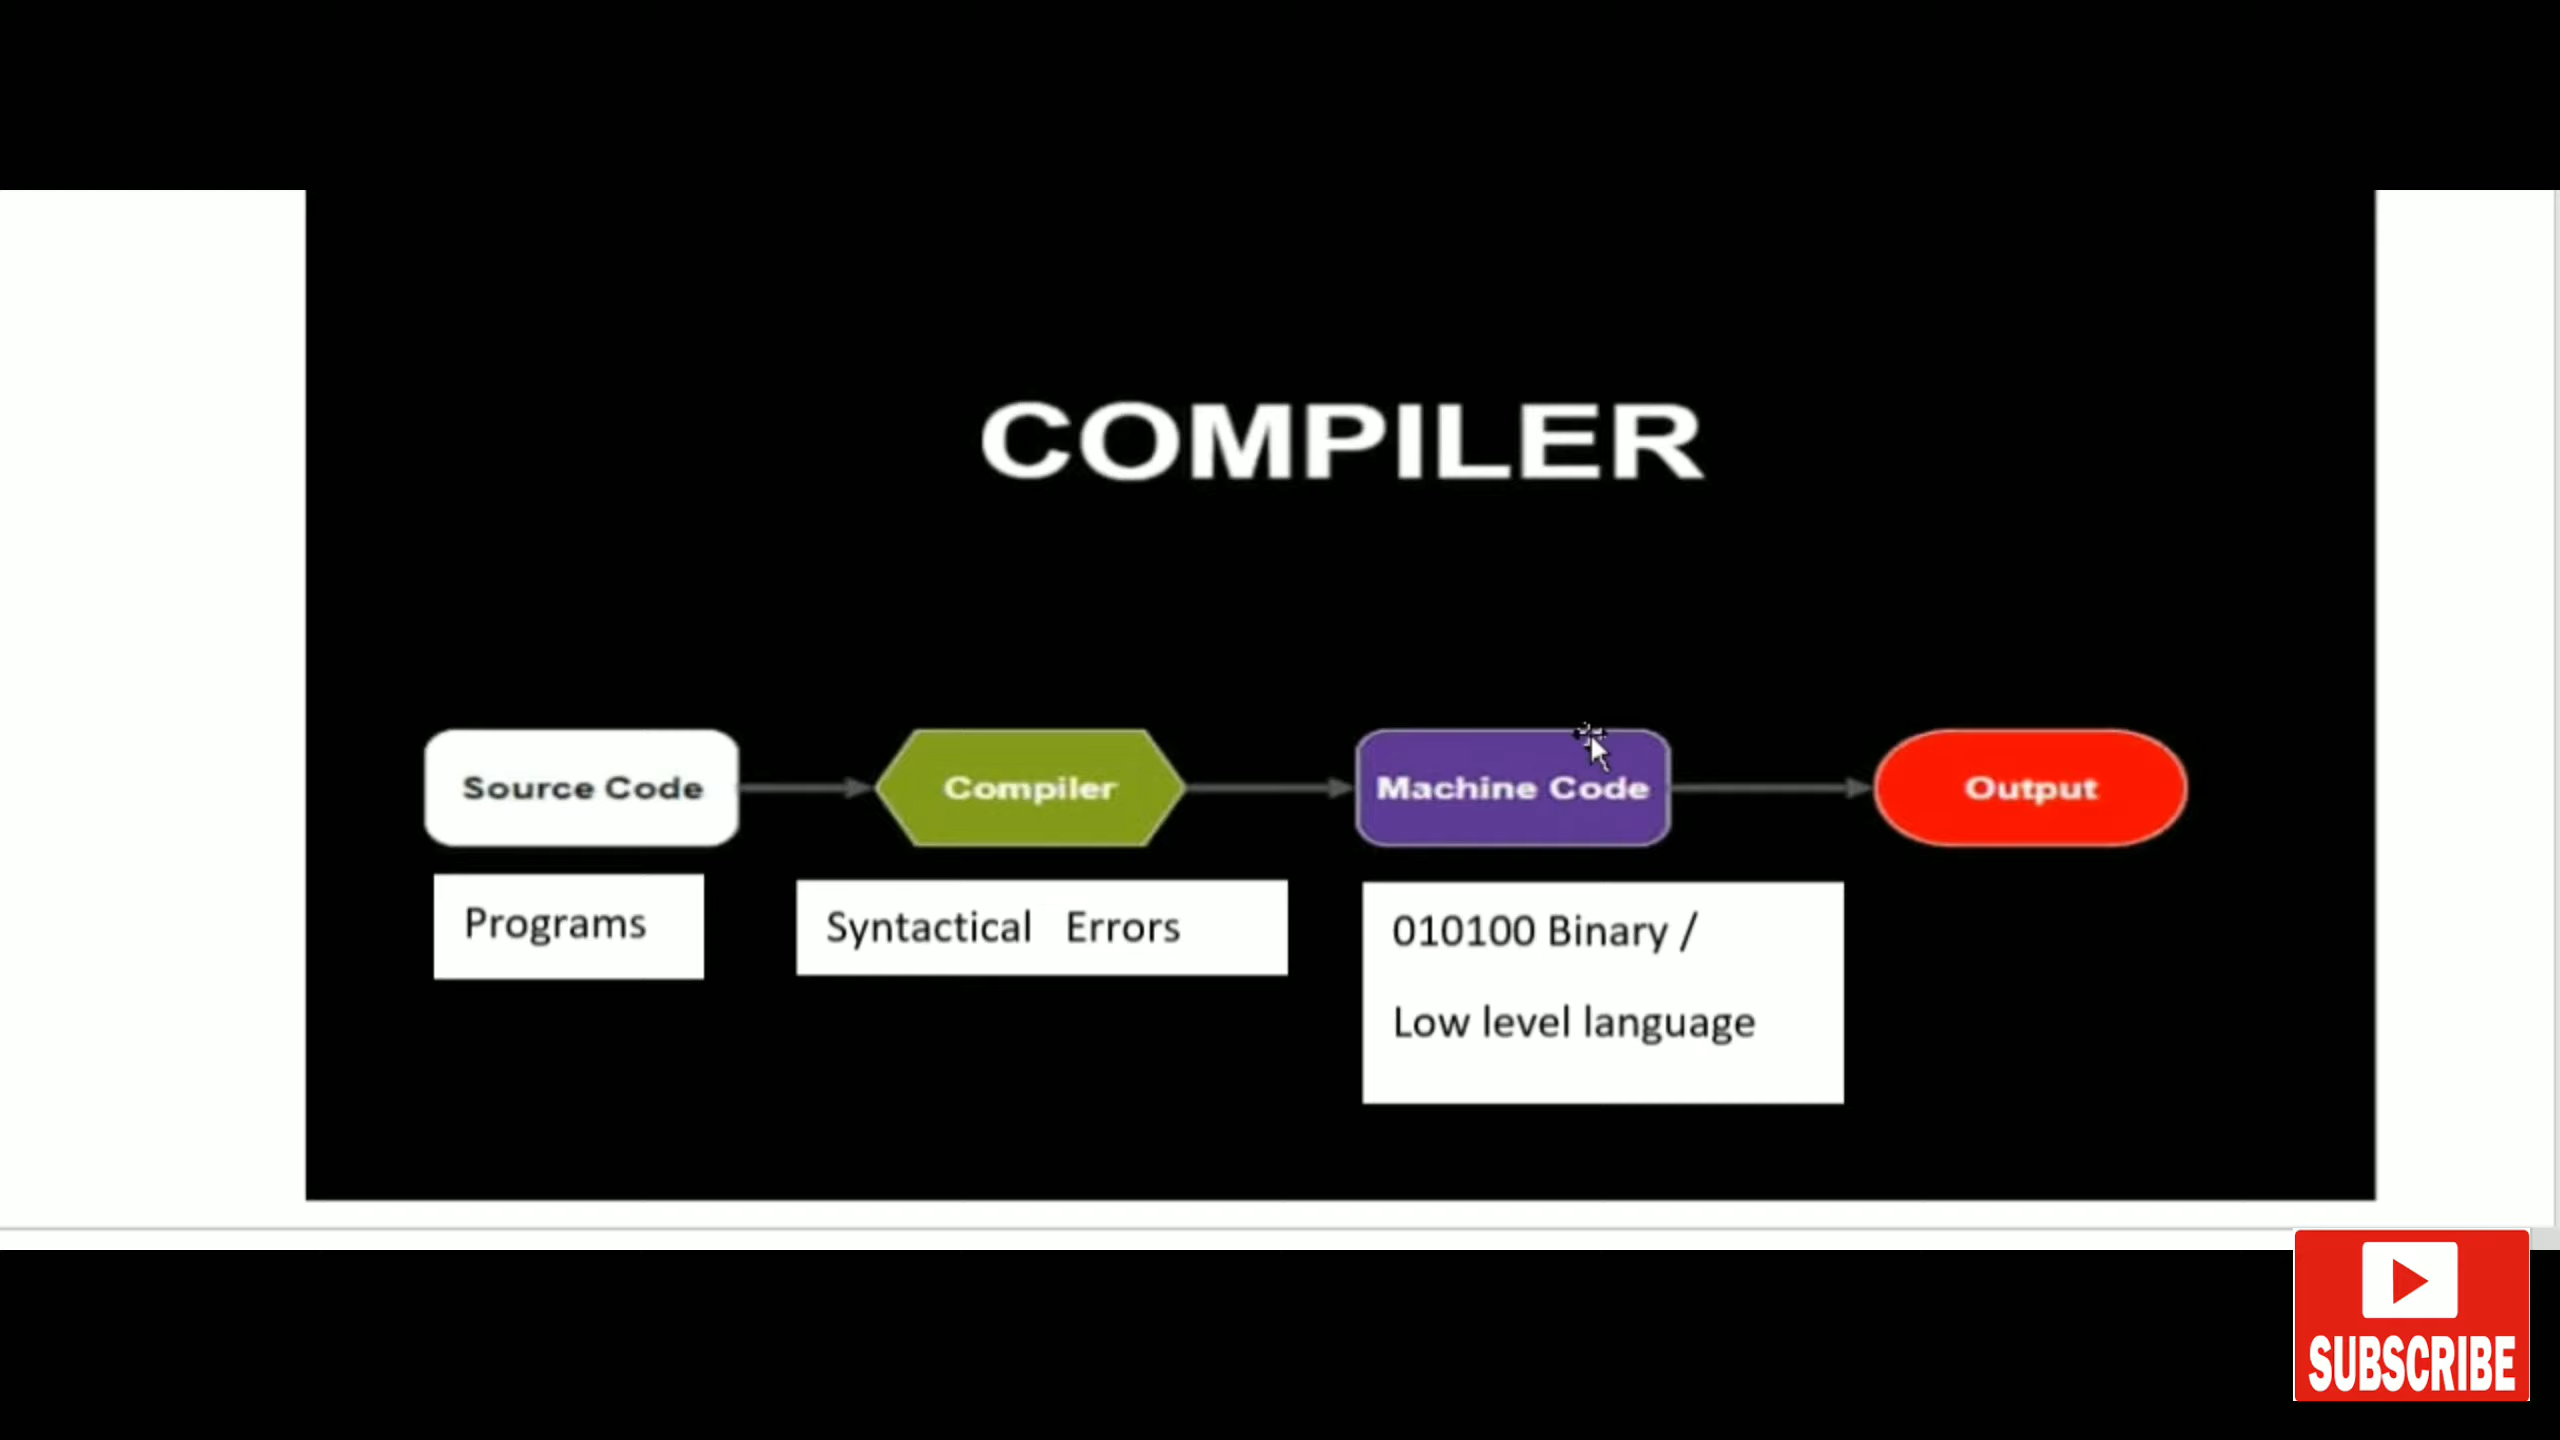 COMPILER
Source Code
Compiler
Machine Code
Output
Programs
Syntactical Errors
010100 Binary /
Low level language
SUBSCRIBE